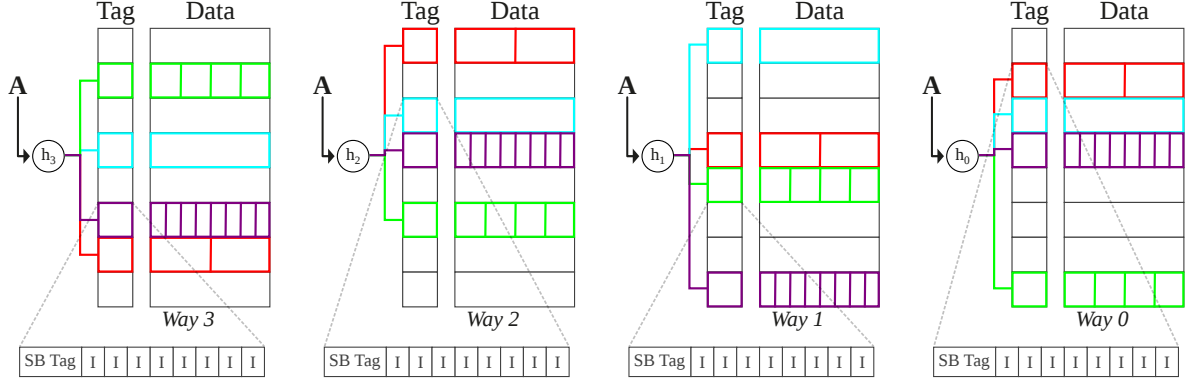 Tag Data Tag Data Tag Data Tag Data
A A A A
h3 h2 h1 h0
Way 3 Way 2 Way 1 Way 0
SB Tag I I I I I I I I SB Tag I I I I I I I I SB Tag I I I I I I I I SB Tag I I I I I I I I